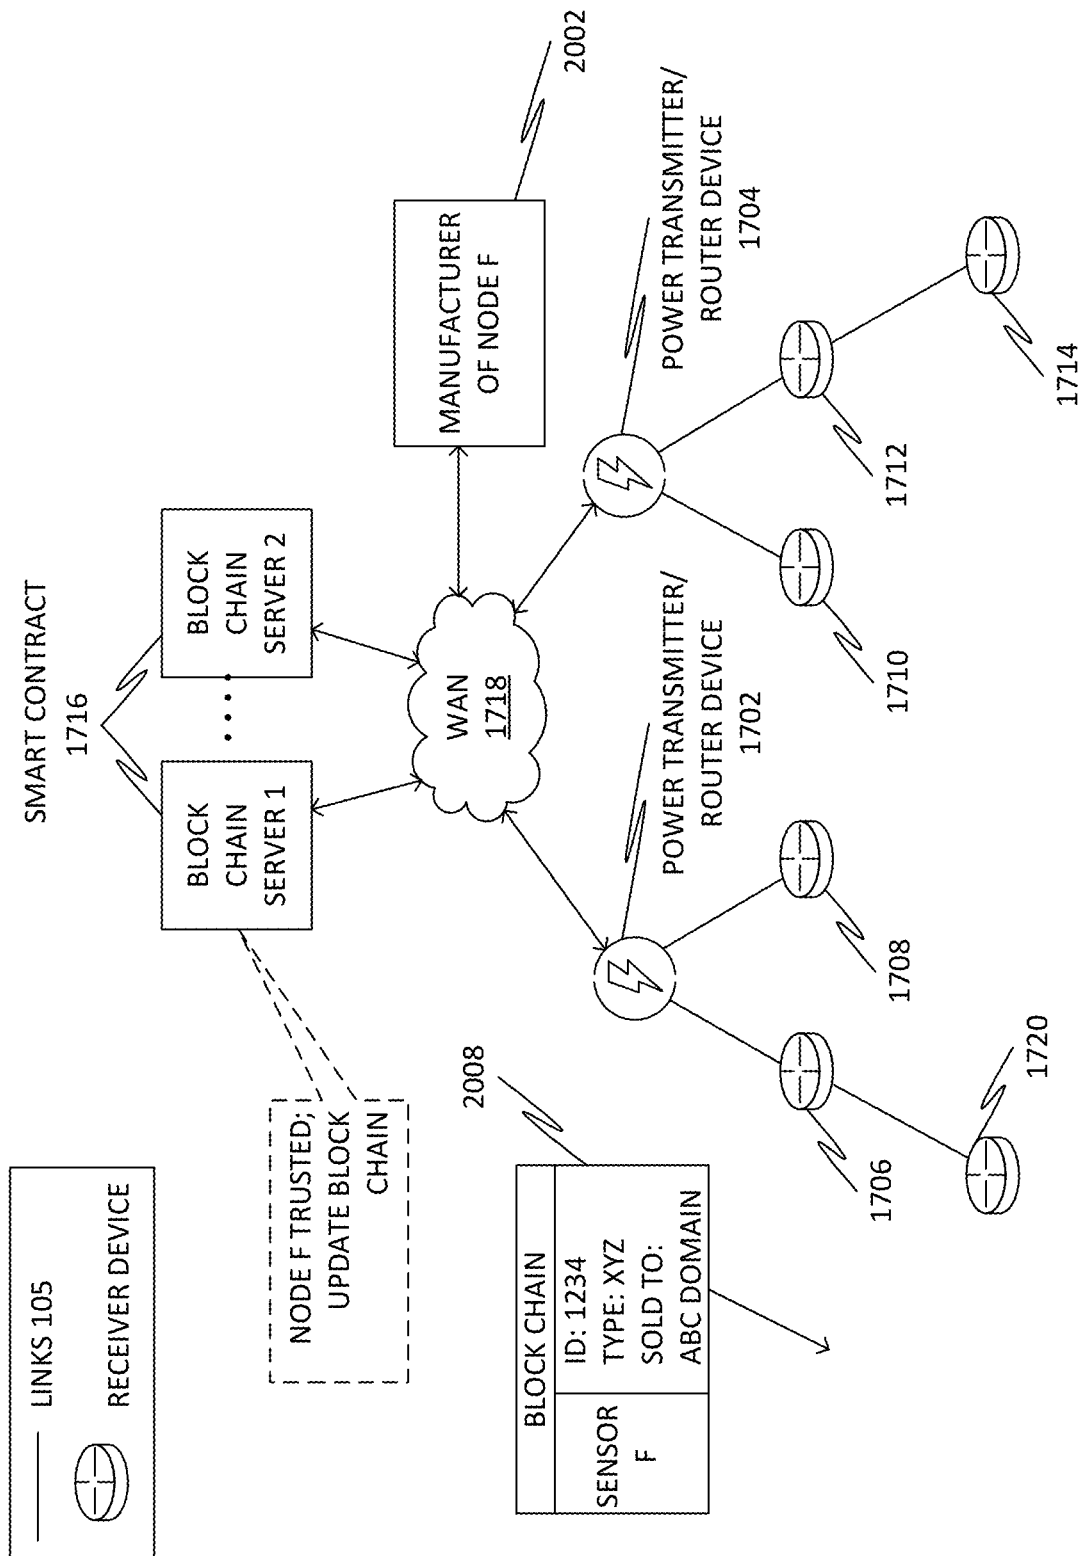 LINKS 105
RECEIVER DEVICE
SMART CONTRACT
1716
BLOCK
CHAIN
SERVER 1
BLOCK
CHAIN
SERVER 2
NODE F TRUSTED;
UPDATE BLOCK
CHAIN
WAN
1718
MANUFACTURER
OF NODE F
2002
BLOCK CHAIN
SENSOR
F
ID: 1234
TYPE: XYZ
SOLD TO:
ABC DOMAIN
2008
POWER TRANSMITTER/
ROUTER DEVICE
1702
POWER TRANSMITTER/
ROUTER DEVICE
1704
1706
1708
1710
1712
1720
1714